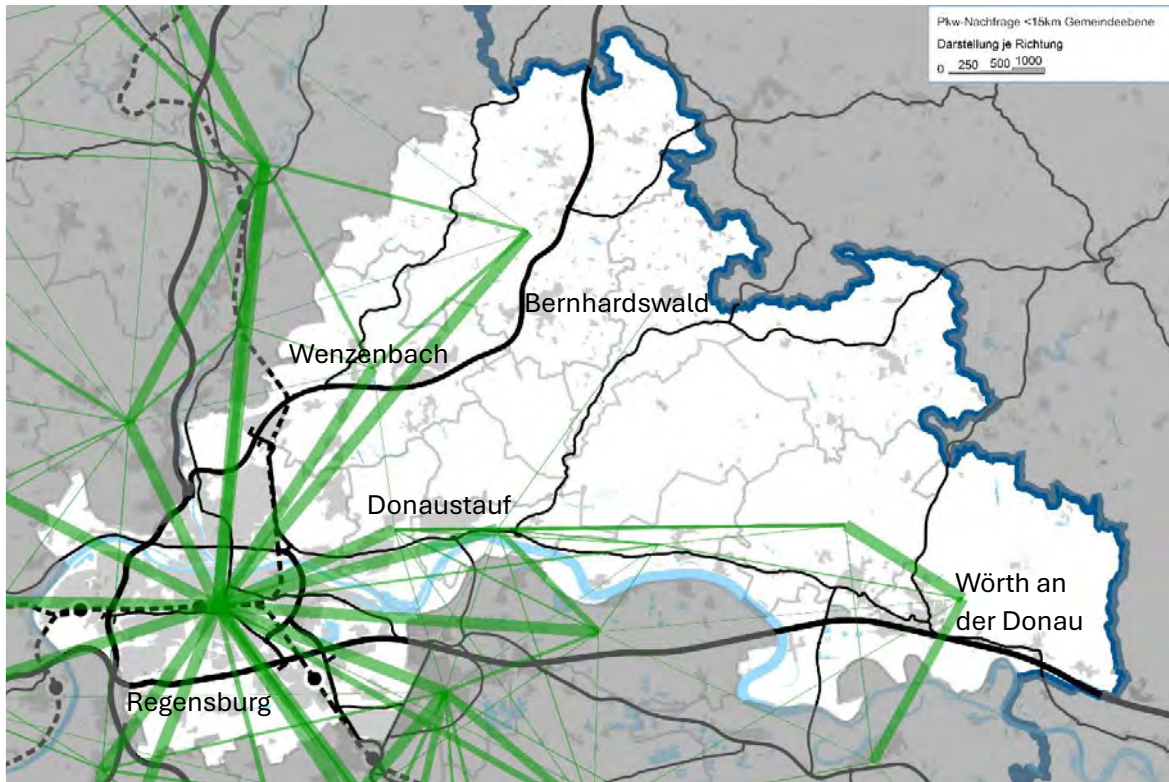 Pkw-Nachfrage <15km Gemeindeebene
Darstellung je Richtung
0 250 500 1000
Bernhardswald
Wenzenbach
Donaustauf
Wörth an
der Donau
Regensburg